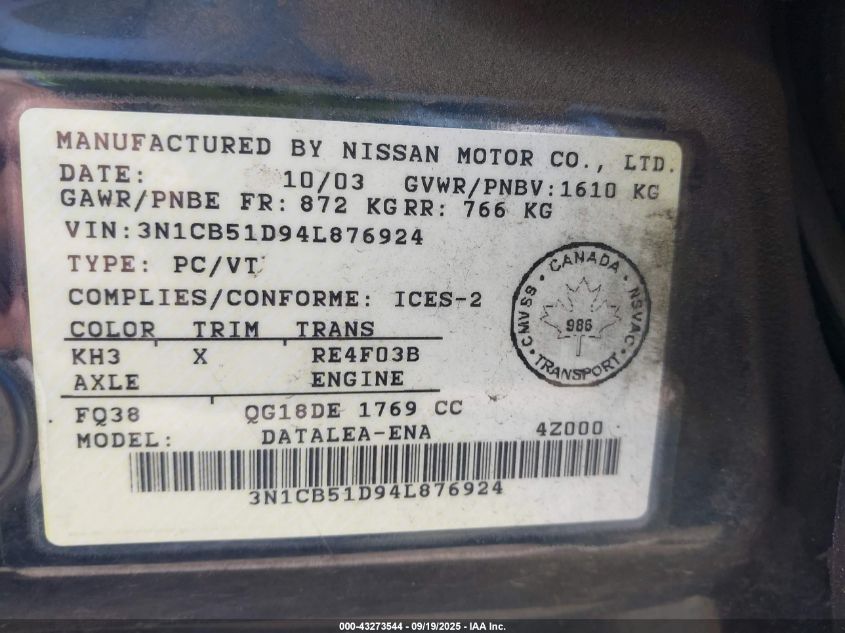 MANUFACTURED BY NISSAN MOTOR CO., LTD.
DATE: 10/03 GVWR/PNBV:1610 KG
GAWR/PNBE FR: 872 KG RR: 766 KG
VIN:3N1CB51D94L876924
TYPE: PC/VT
COMPLIES/CONFORME: ICES-2
COLOR TRIM TRANS
KH3 X RE4F03B
AXLE ENGINE
FQ38 QG18DE 1769 CC
MODEL: DATALEA-ENA 4Z000
3N1CB51D94L876924
CANADA · NSVAC · TRANSPORT · CMVSS
986
000-43273544 - 09/19/2025 - IAA Inc.